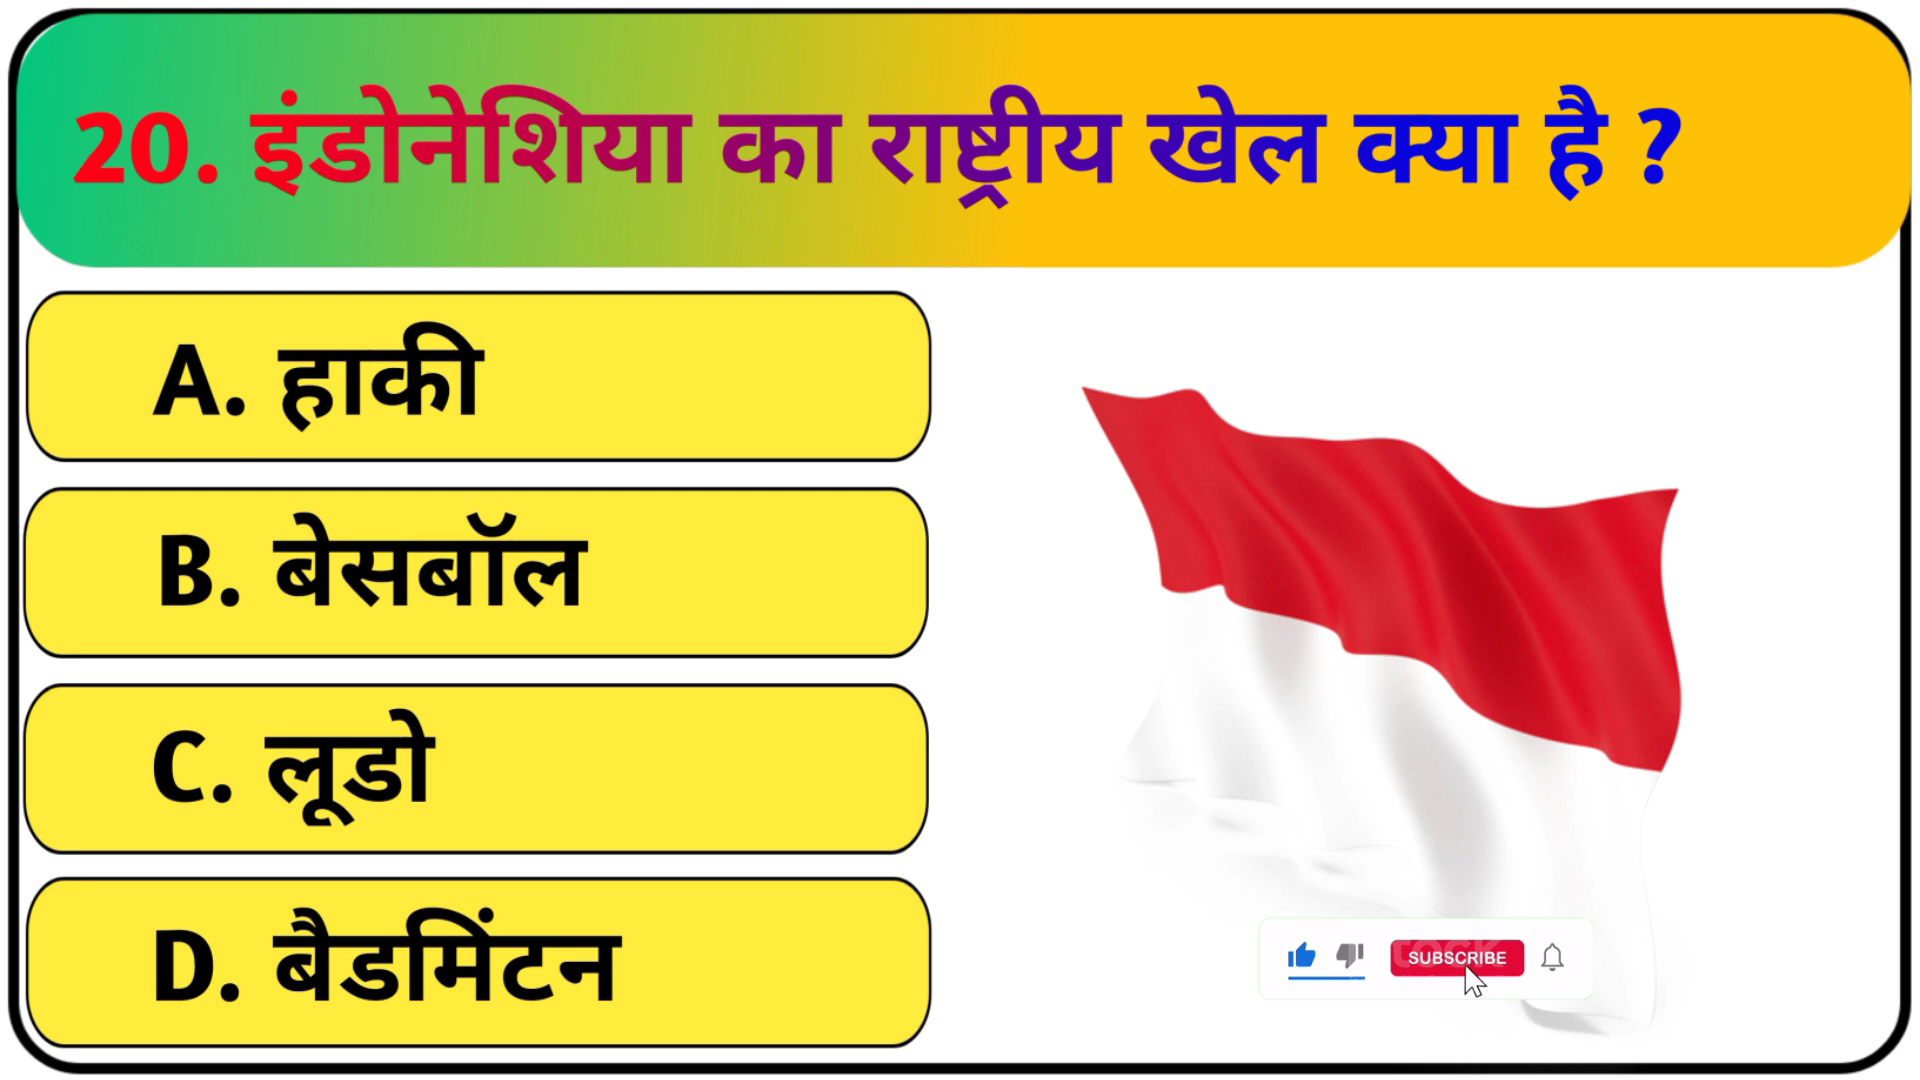 20. इंडोनेशिया का राष्ट्रीय खेल क्या है ?
A. हाकी
B. बेसबॉल
C. लूडो
D. बैडमिंटन
SUBSCRIBE